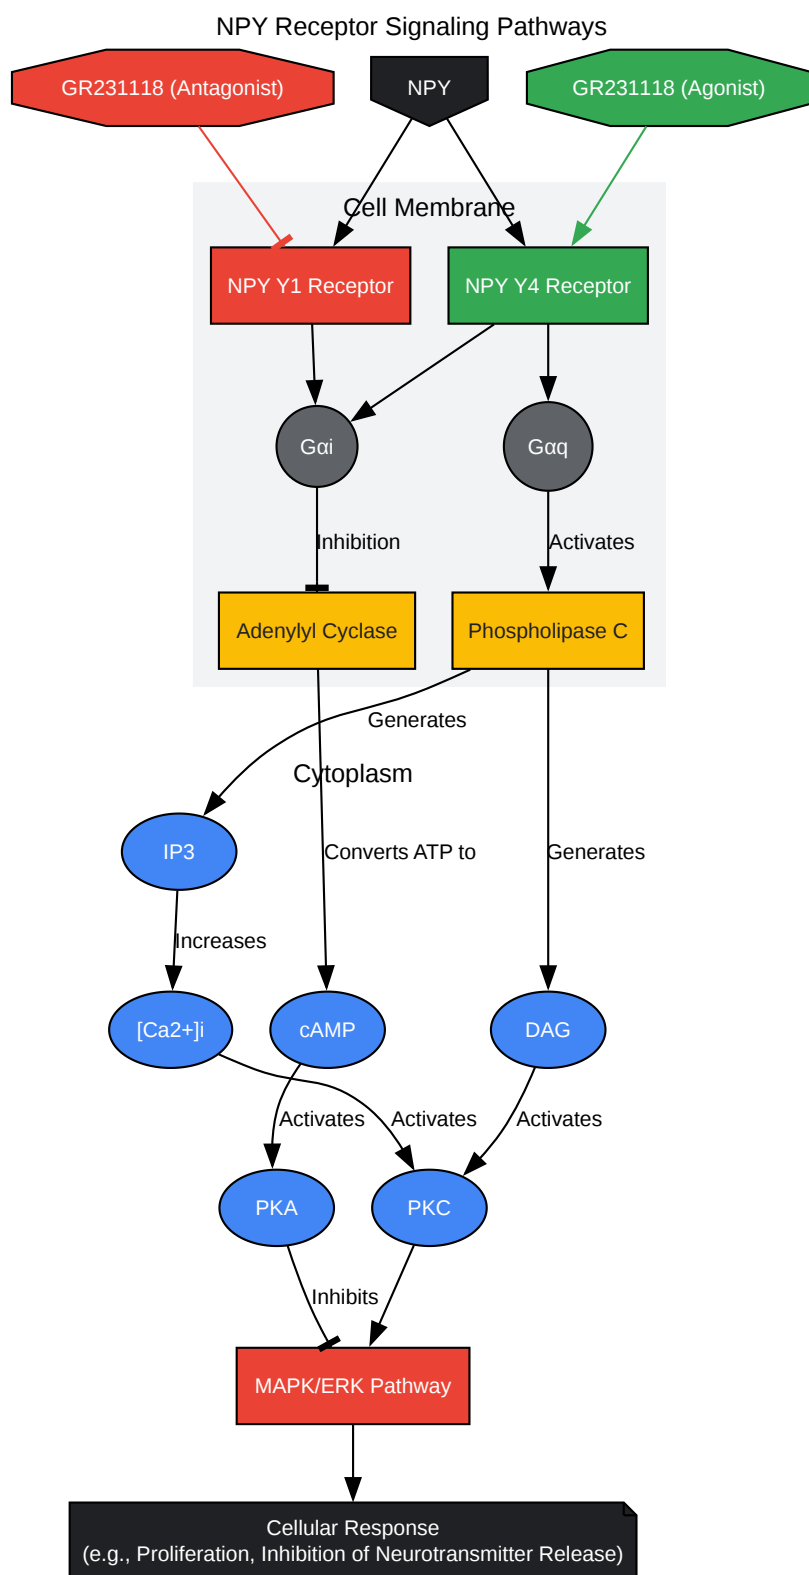 NPY Receptor Signaling Pathways
GR231118 (Antagonist)
NPY
GR231118 (Agonist)
Cell Membrane
NPY Y1 Receptor
NPY Y4 Receptor
Gαi
Gαq
Inhibition
Activates
Adenylyl Cyclase
Phospholipase C
Generates
Cytoplasm
IP3
Converts ATP to
Generates
Increases
[Ca2+]i
cAMP
DAG
Activates
Activates
Activates
PKA
PKC
Inhibits
MAPK/ERK Pathway
Cellular Response
(e.g., Proliferation, Inhibition of Neurotransmitter Release)